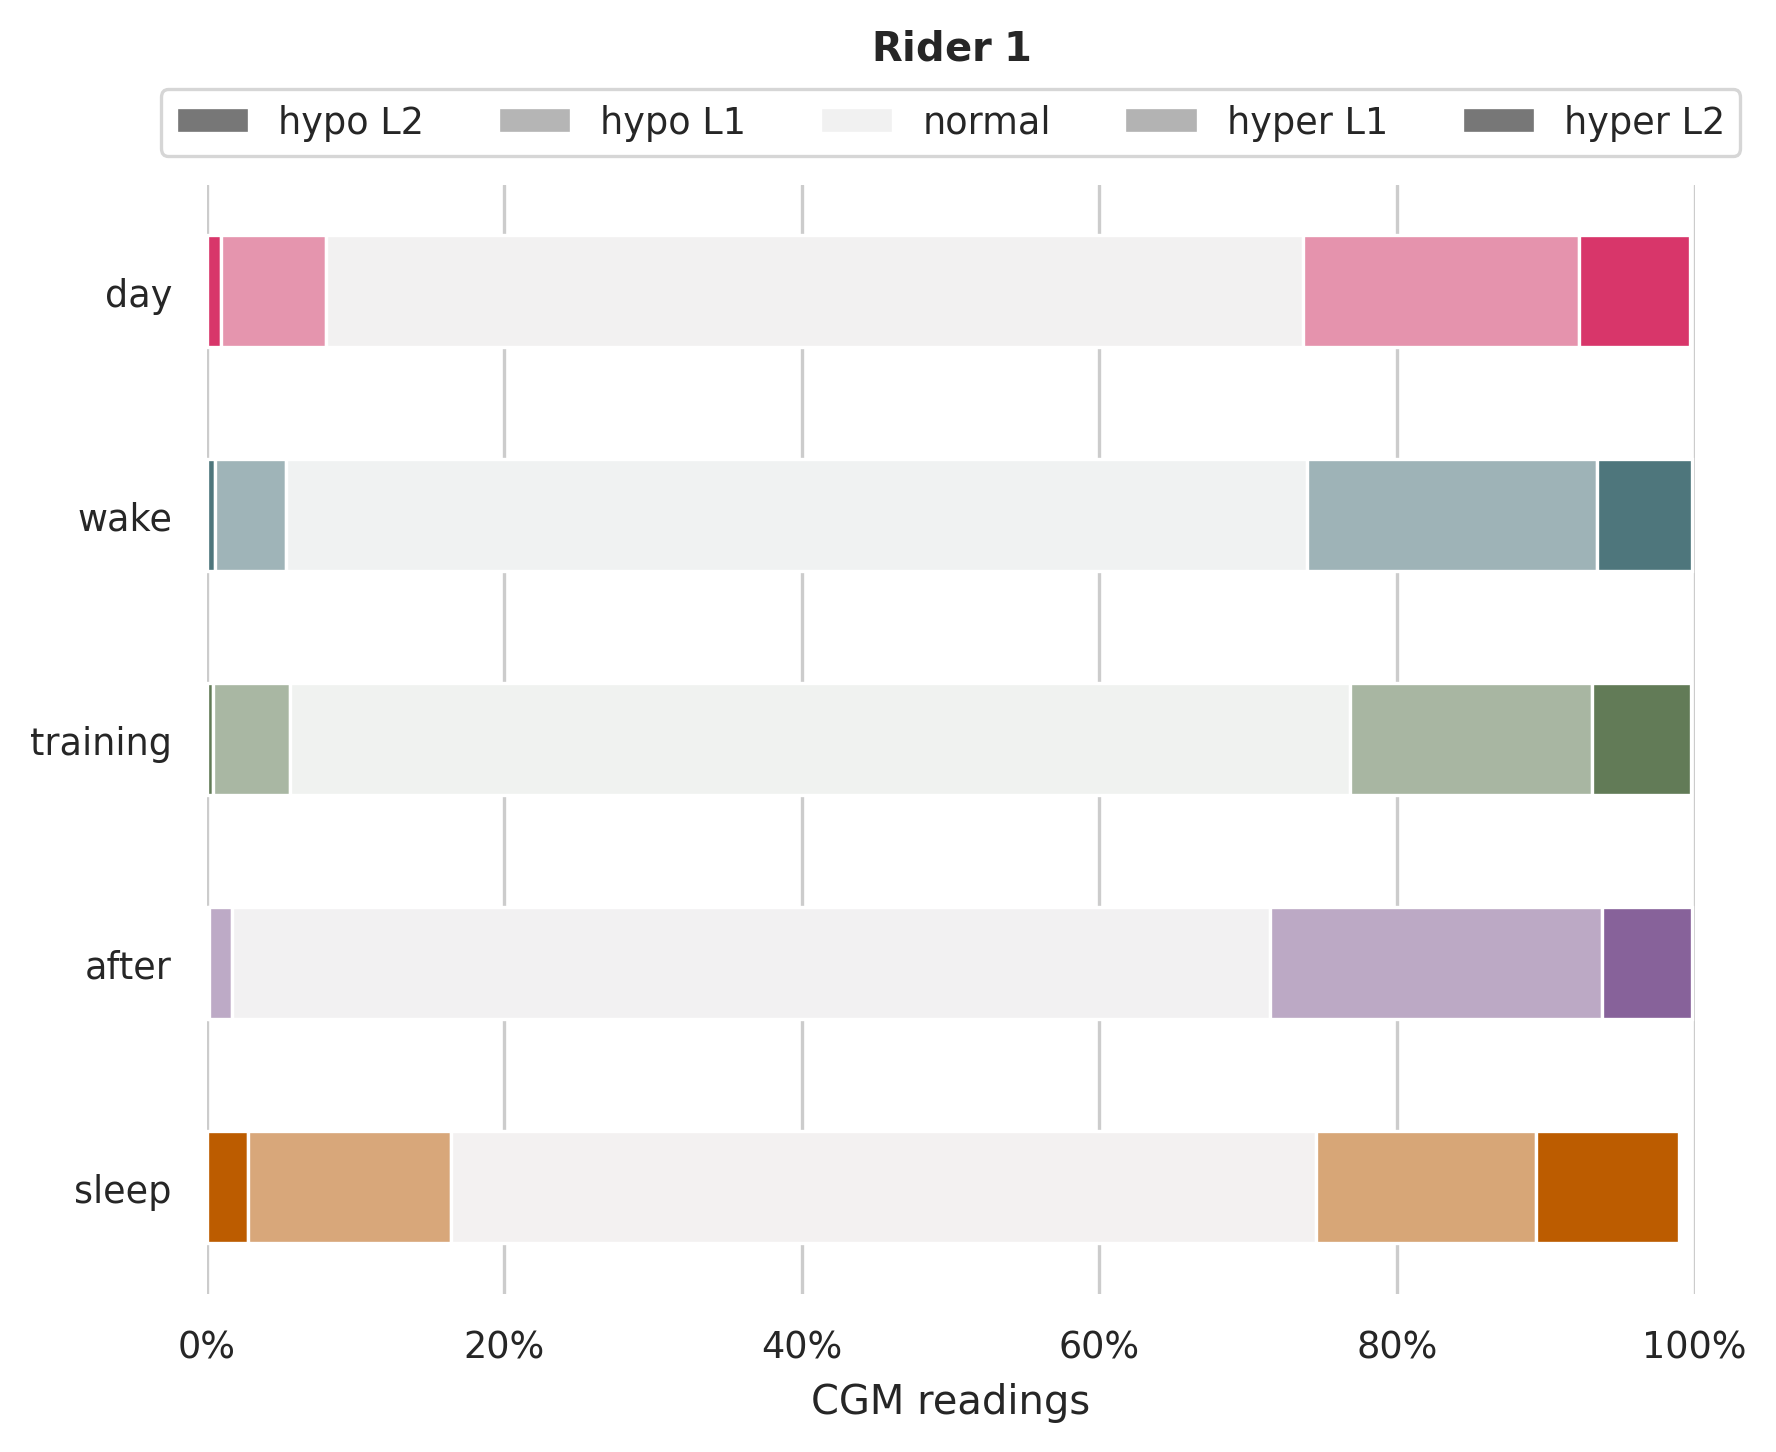 Rider 1
hypo L2 hypo L1 normal hyper L1 hyper L2
day
wake
training
after
sleep
0% 20% 40% 60% 80% 100%
CGM readings